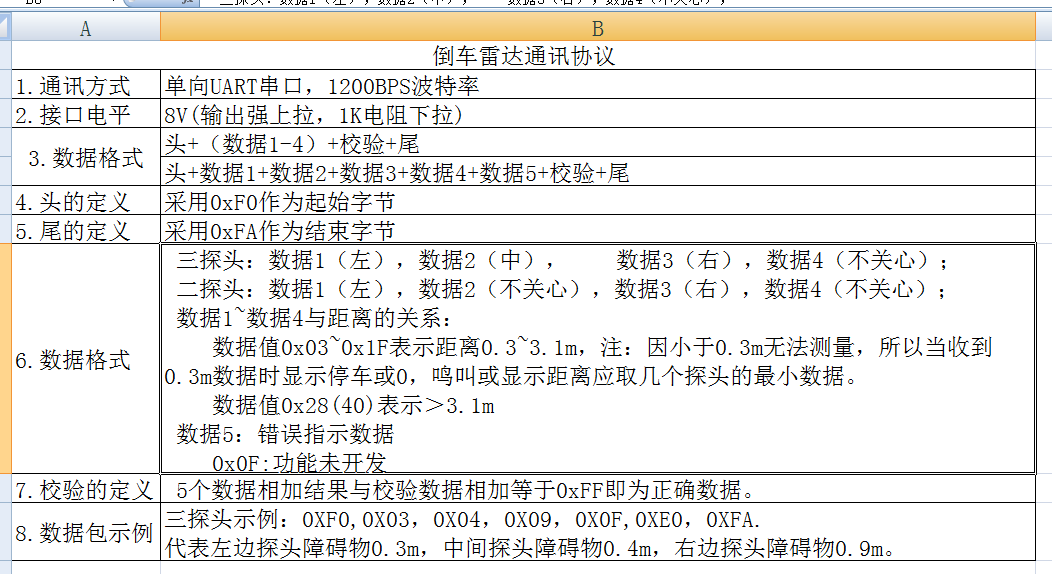 A
B
倒车雷达通讯协议
1.通讯方式
单向UART串口，1200BPS波特率
2.接口电平
8V(输出强上拉，1K电阻下拉)
3.数据格式
头+（数据1-4）+校验+尾
头+数据1+数据2+数据3+数据4+数据5+校验+尾
4.头的定义
采用0xF0作为起始字节
5.尾的定义
采用0xFA作为结束字节
6.数据格式
三探头：数据1（左），数据2（中）， 数据3（右），数据4（不关心）；
二探头：数据1（左），数据2（不关心），数据3（右），数据4（不关心）；
数据1~数据4与距离的关系：
数据值0x03~0x1F表示距离0.3~3.1m，注：因小于0.3m无法测量，所以当收到
0.3m数据时显示停车或0，鸣叫或显示距离应取几个探头的最小数据。
数据值0x28(40)表示＞3.1m
数据5：错误指示数据
0x0F:功能未开发
7.校验的定义
5个数据相加结果与校验数据相加等于0xFF即为正确数据。
8.数据包示例
三探头示例：0XF0,0X03，0X04，0X09，0X0F,0XE0，0XFA.
代表左边探头障碍物0.3m，中间探头障碍物0.4m，右边探头障碍物0.9m。